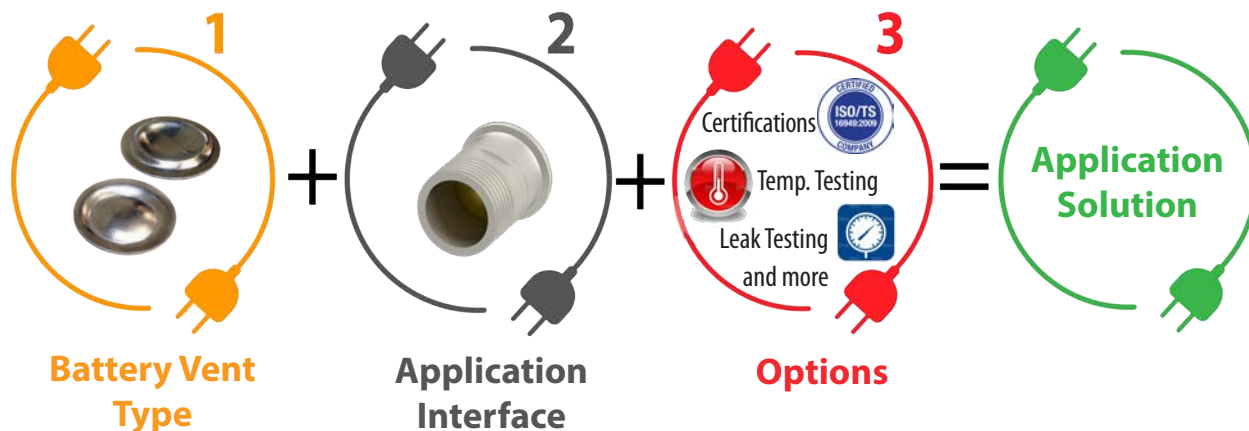 1
2
3
Certifications
CERTIFIED
ISO/TS
16949:2009
COMPANY
Temp. Testing
Leak Testing
and more
+
+
=
Application
Solution
Battery Vent
Type
Application
Interface
Options